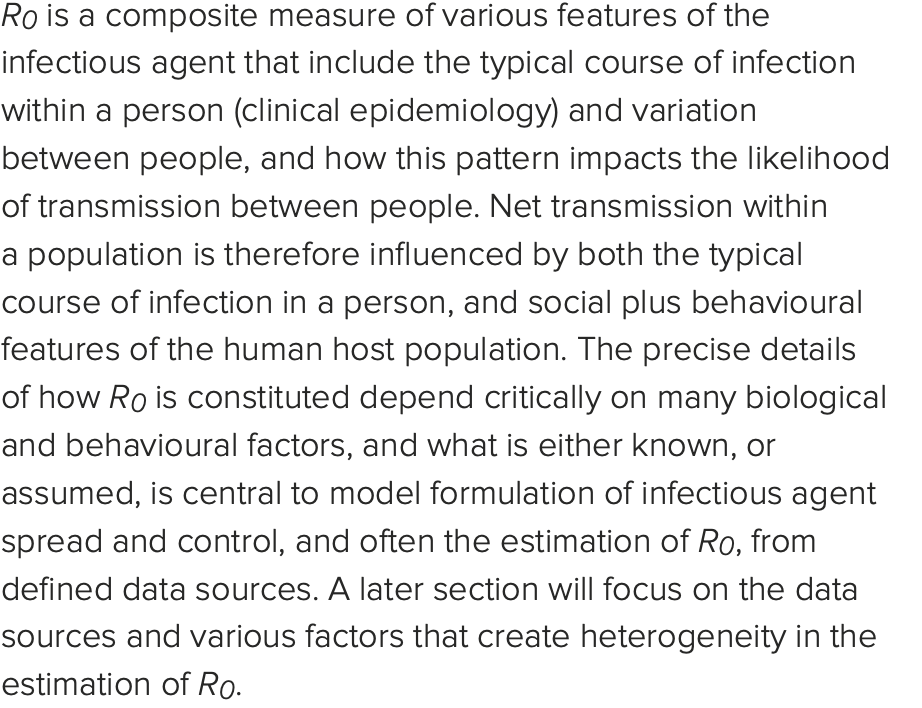 R0 is a composite measure of various features of the
infectious agent that include the typical course of infection
within a person (clinical epidemiology) and variation
between people, and how this pattern impacts the likelihood
of transmission between people. Net transmission within
a population is therefore influenced by both the typical
course of infection in a person, and social plus behavioural
features of the human host population. The precise details
of how R0 is constituted depend critically on many biological
and behavioural factors, and what is either known, or
assumed, is central to model formulation of infectious agent
spread and control, and often the estimation of R0, from
defined data sources. A later section will focus on the data
sources and various factors that create heterogeneity in the
estimation of R0.